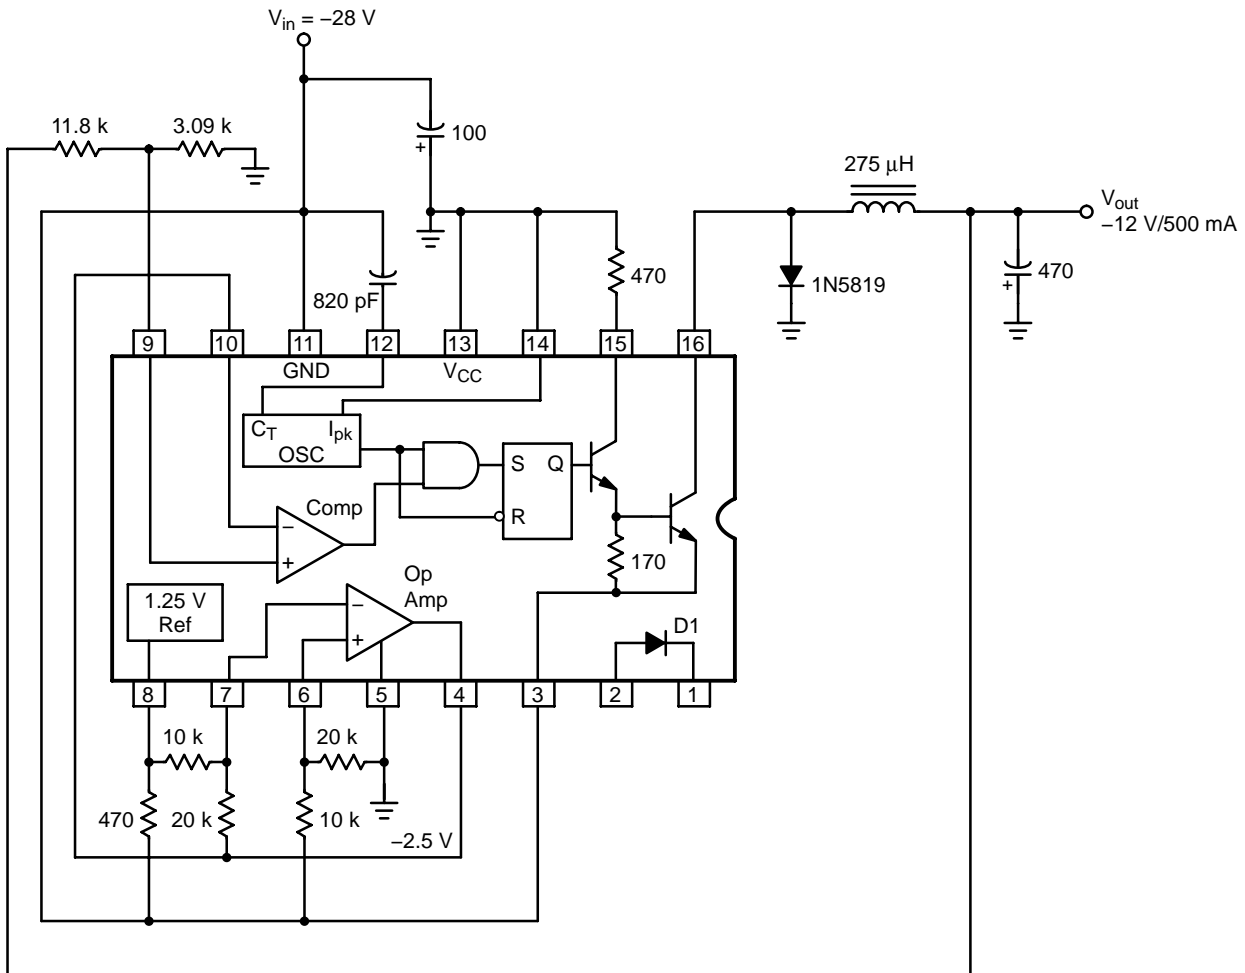 Vin = –28 V
11.8 k
3.09 k
100
275 μH
Vout
–12 V/500 mA
470
470
1N5819
820 pF
9
10
11
12
13
14
15
16
GND
VCC
CT
Ipk
OSC
S
Q
R
Comp
–
+
170
Op
Amp
1.25 V
Ref
–
+
D1
8
7
6
5
4
3
2
1
10 k
20 k
470
20 k
10 k
–2.5 V
+
+